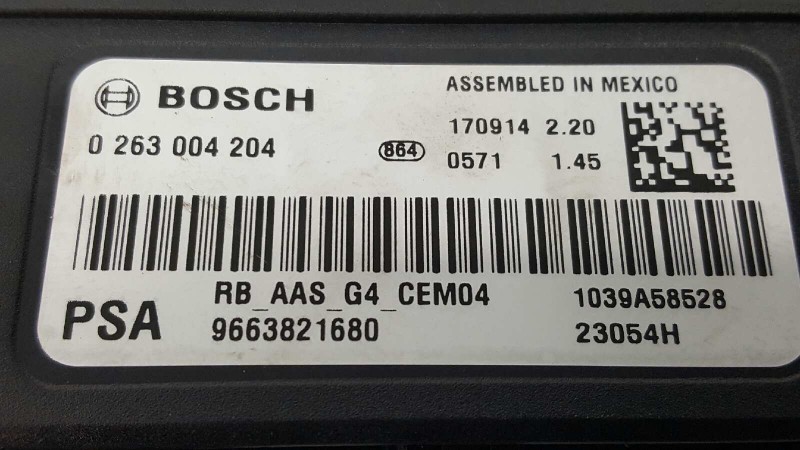 BOSCH
ASSEMBLED IN MEXICO
170914 2.20
0 263 004 204
864
0571 1.45
RB_AAS_G4_CEM04
1039A58528
PSA
9663821680
23054H